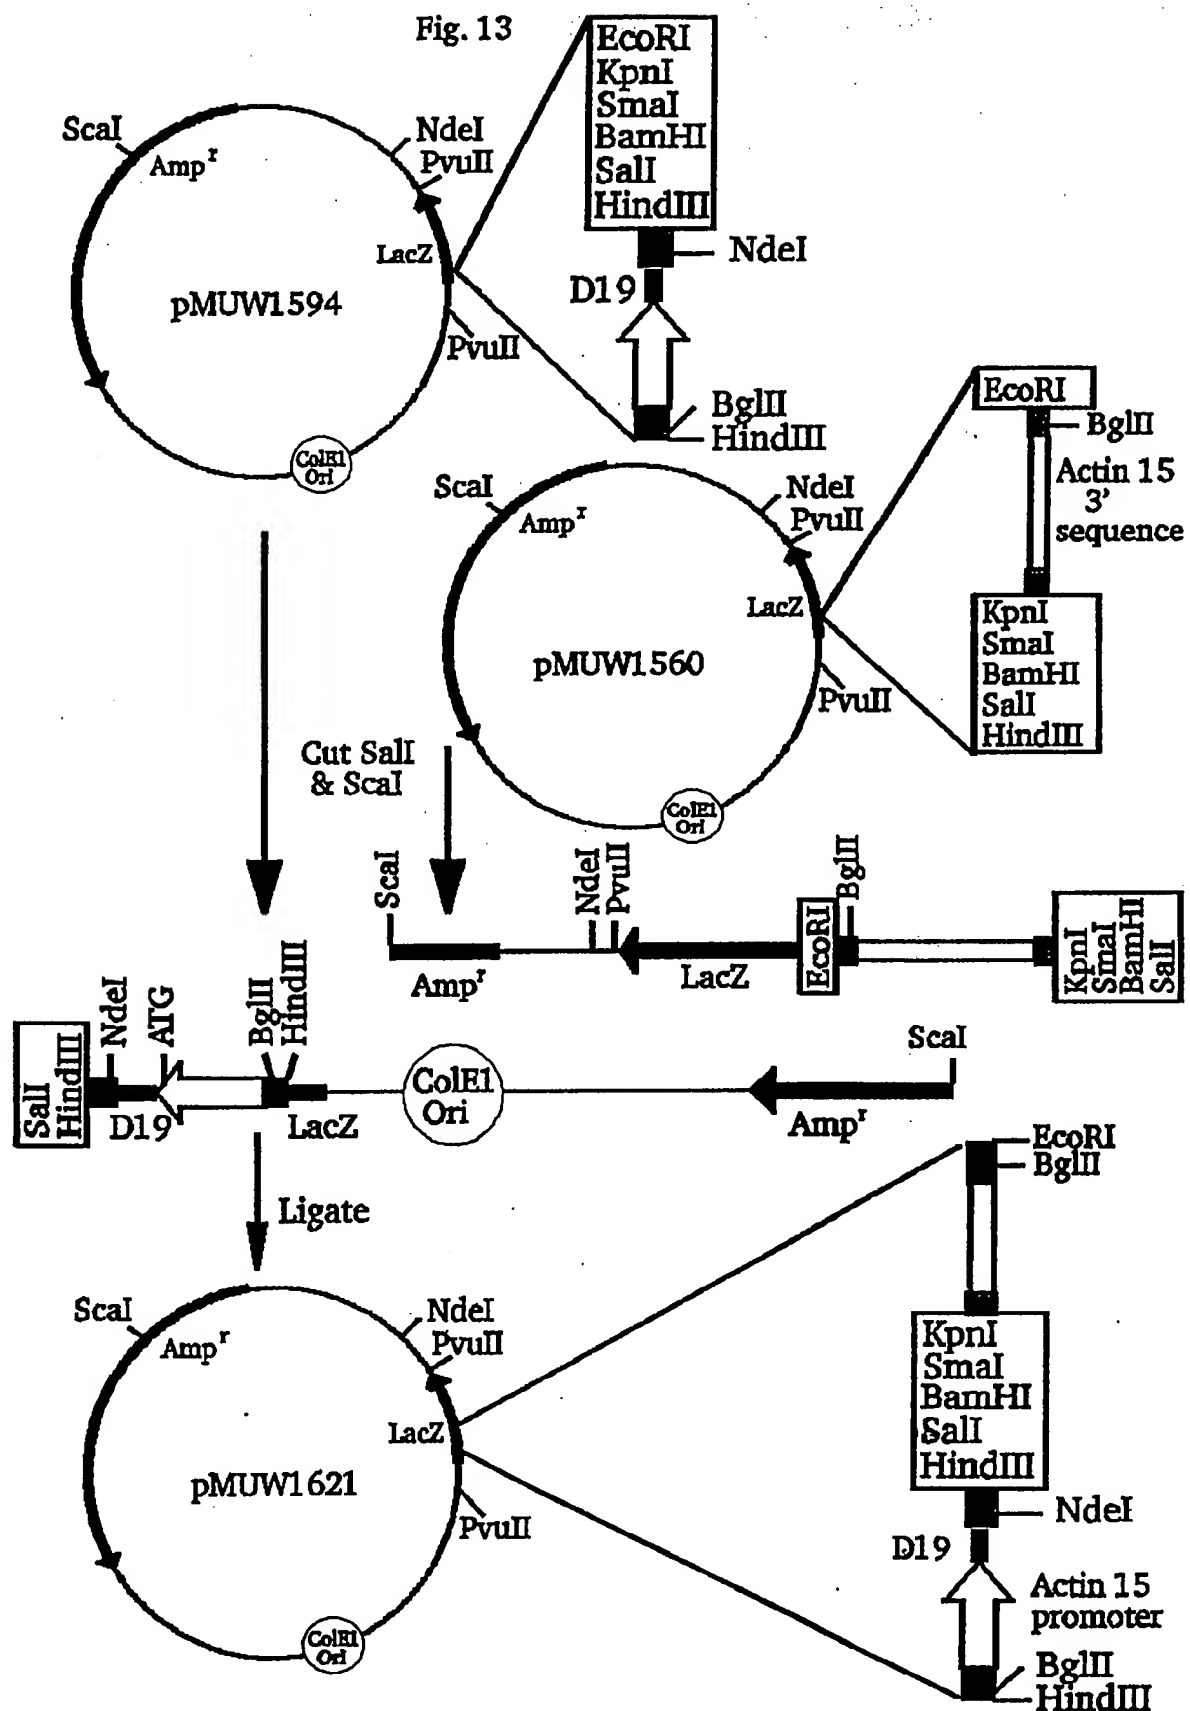 Fig. 13
EcoRI
KpnI
SmaI
BamHI
SalI
HindIII
NdeI
D19
BglII
HindIII
ScaI
Ampʳ
NdeI
PvuII
LacZ
pMUW1594
PvuII
ColE1
Ori
EcoRI
BglII
Actin 15
3'
sequence
KpnI
SmaI
BamHI
SalI
HindIII
ScaI
Ampʳ
NdeI
PvuII
LacZ
pMUW1560
PvuII
ColE1
Ori
Cut SalI
& ScaI
ScaI
NdeI
PvuII
BglII
EcoRI
Ampʳ
LacZ
KpnI
SmaI
BamHI
SalI
SalI
HindIII
NdeI
ATG
BglII
HindIII
D19
LacZ
ColE1
Ori
Ampʳ
ScaI
Ligate
ScaI
Ampʳ
NdeI
PvuII
LacZ
pMUW1621
PvuII
ColE1
Ori
EcoRI
BglII
KpnI
SmaI
BamHI
SalI
HindIII
NdeI
D19
Actin 15
promoter
BglII
HindIII